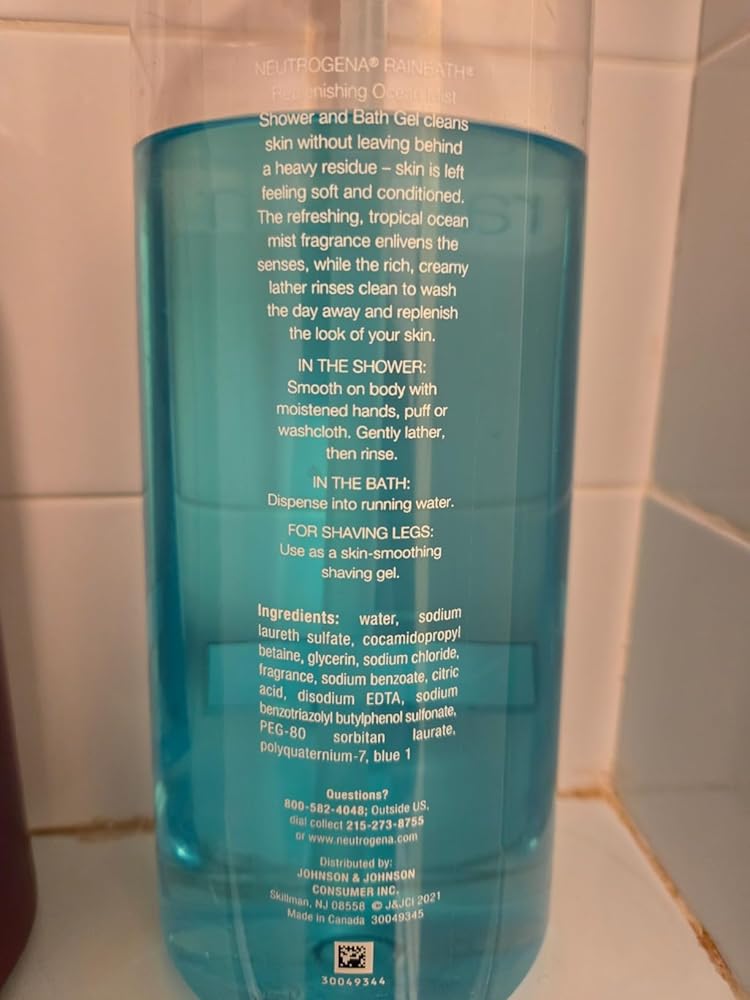 NEUTROGENA® RAINBATH®
Replenishing Ocean Mist
Shower and Bath Gel cleans
skin without leaving behind
a heavy residue – skin is left
feeling soft and conditioned.
The refreshing, tropical ocean
mist fragrance enlivens the
senses, while the rich, creamy
lather rinses clean to wash
the day away and replenish
the look of your skin.
IN THE SHOWER:
Smooth on body with
moistened hands, puff or
washcloth. Gently lather,
then rinse.
IN THE BATH:
Dispense into running water.
FOR SHAVING LEGS:
Use as a skin-smoothing
shaving gel.
Ingredients: water, sodium
laureth sulfate, cocamidopropyl
betaine, glycerin, sodium chloride,
fragrance, sodium benzoate, citric
acid, disodium EDTA, sodium
benzotriazolyl butylphenol sulfonate,
PEG-80 sorbitan laurate,
polyquaternium-7, blue 1
Questions?
800-582-4048; Outside US,
dial collect 215-273-8755
or www.neutrogena.com
Distributed by:
JOHNSON & JOHNSON
CONSUMER INC.
Skillman, NJ 08558 © J&JCI 2021
Made in Canada 30049345
30049344